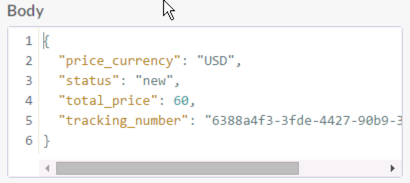 Body
1 {
2 "price_currency": "USD",
3 "status": "new",
4 "total_price": 60,
5 "tracking_number": "6388a4f3-3fde-4427-90b9-3
6 }